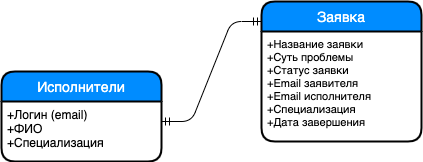 Заявка
+Название заявки
+Суть проблемы
+Статус заявки
+Email заявителя
+Email исполнителя
+Специализация
+Дата завершения
Исполнители
+Логин (email)
+ФИО
+Специализация